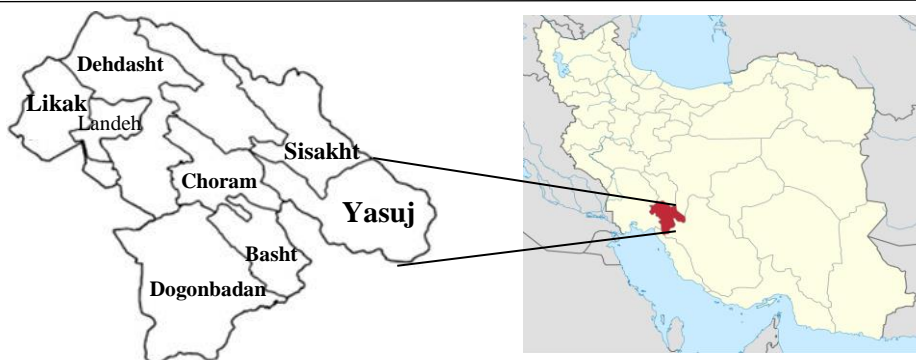 Dehdasht
Likak
Landeh
Sisakht
Choram
Yasuj
Basht
Dogonbadan